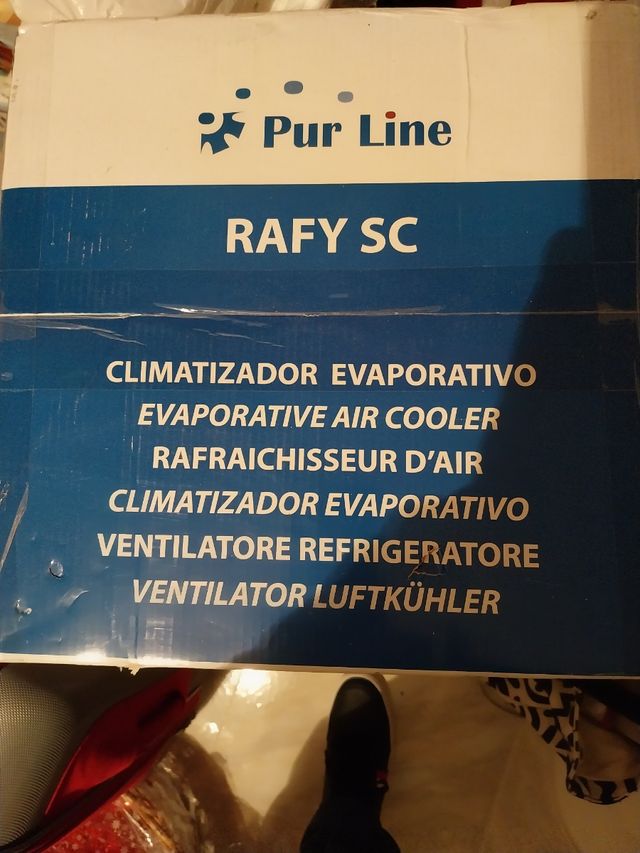 Pur Line
RAFY SC
CLIMATIZADOR EVAPORATIVO
EVAPORATIVE AIR COOLER
RAFRAICHISSEUR D'AIR
CLIMATIZADOR EVAPORATIVO
VENTILATORE REFRIGERATORE
VENTILATOR LUFTKÜHLER